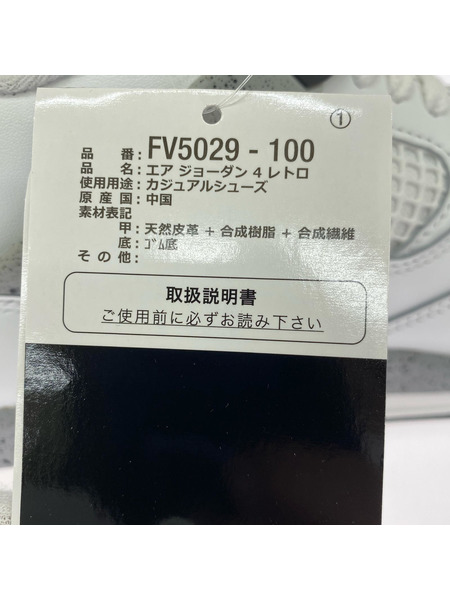 ①
品番：FV5029 - 100
品名：エア ジョーダン 4 レトロ
使用用途：カジュアルシューズ
原産国：中国
素材表記
甲：天然皮革 + 合成樹脂 + 合成繊維
底：ｺﾞﾑ底
その他：
取扱説明書
ご使用前に必ずお読み下さい